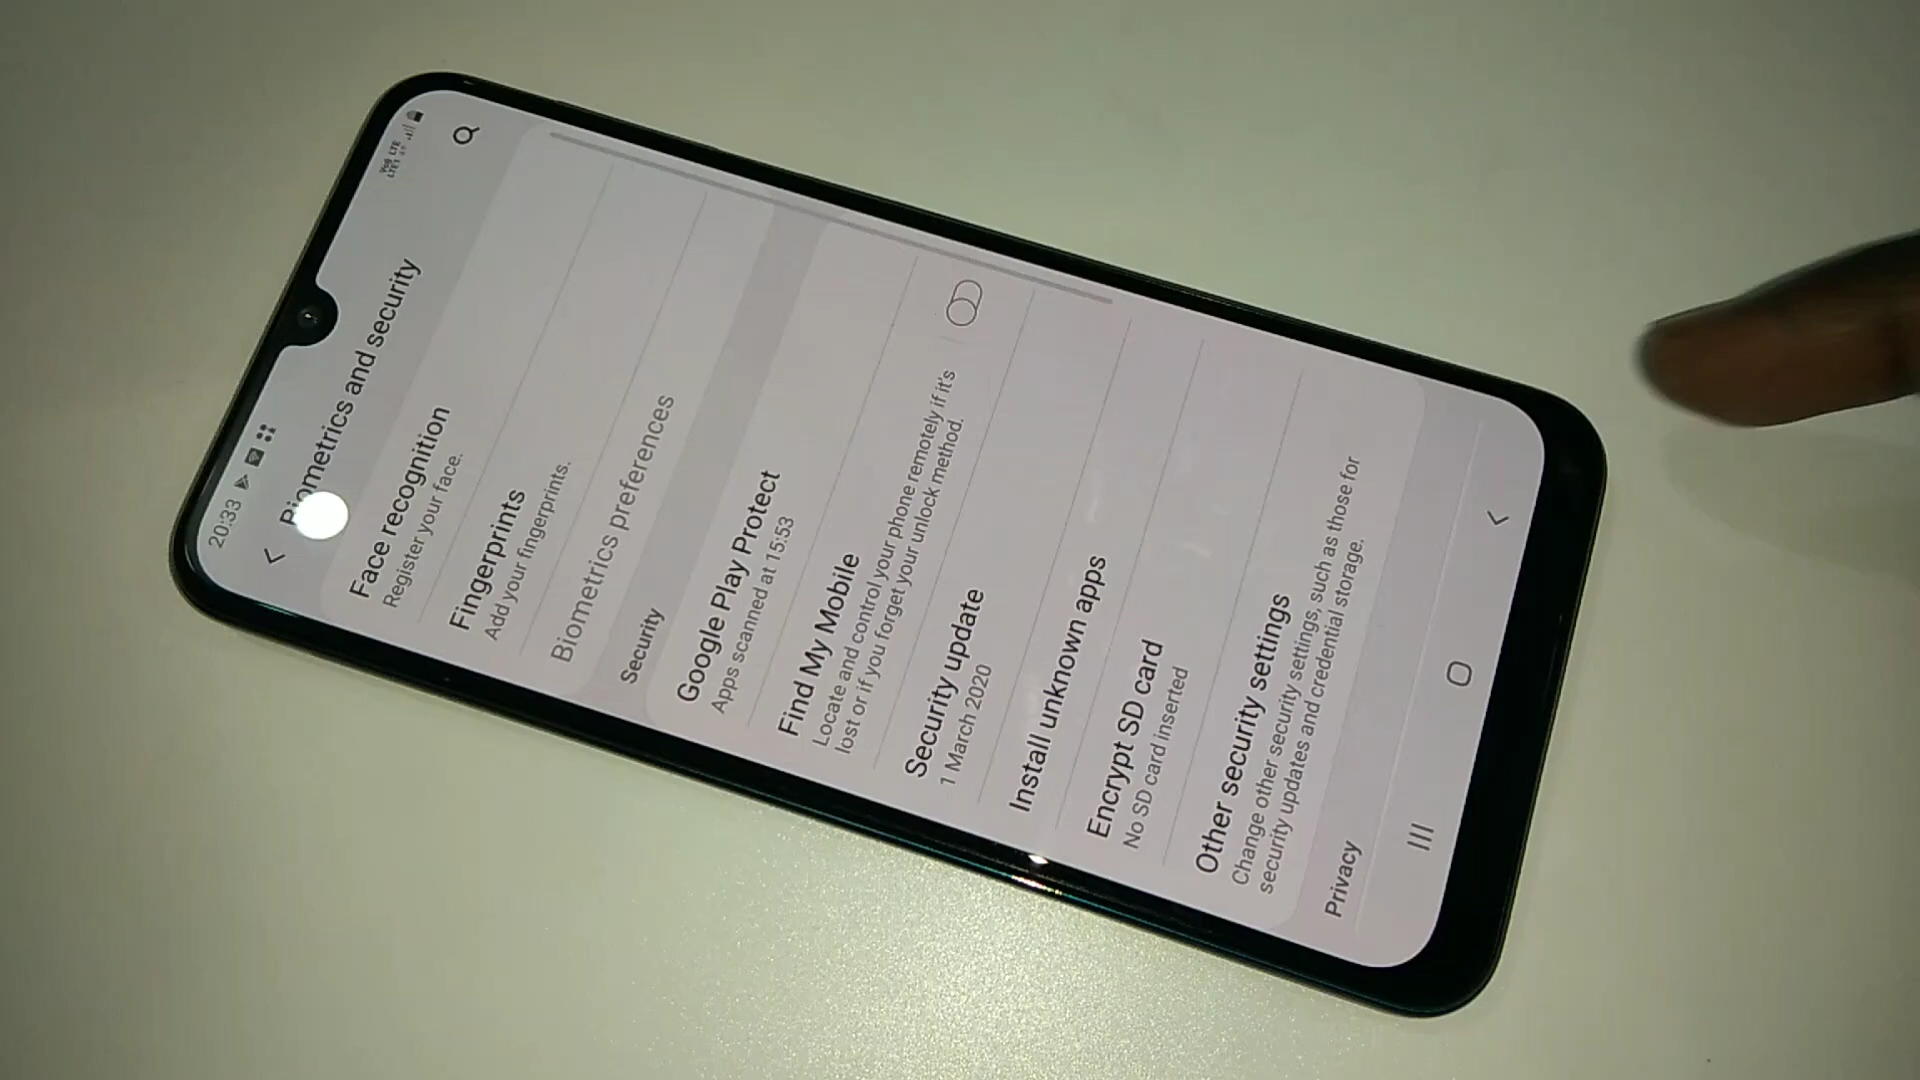 20:33
Biometrics and security
Face recognition
Register your face.
Fingerprints
Add your fingerprints.
Biometrics preferences
Security
Google Play Protect
Apps scanned at 15:53
Find My Mobile
Locate and control your phone remotely if it's
lost or if you forget your unlock method.
Security update
1 March 2020
Install unknown apps
Encrypt SD card
No SD card inserted
Other security settings
Change other security settings, such as those for
security updates and credential storage.
Privacy